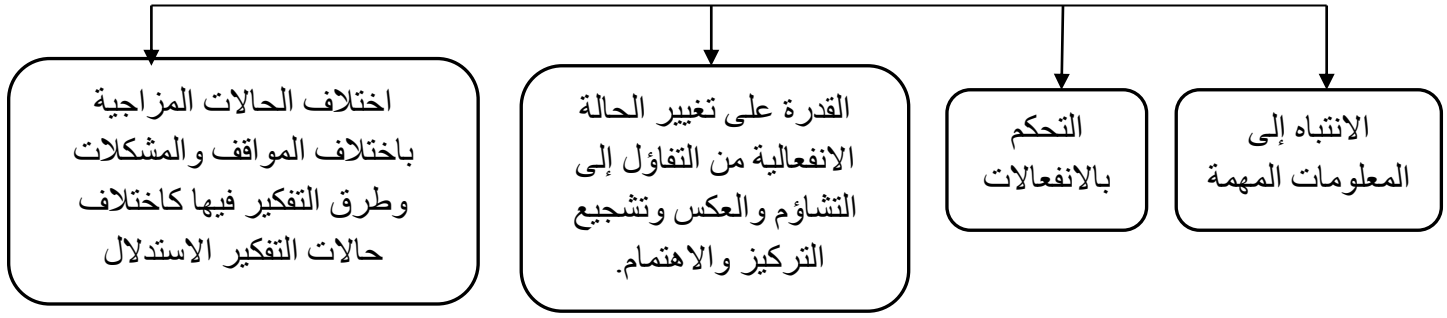 الانتباه إلى
المعلومات المهمة
التحكم
بالانفعالات
القدرة على تغيير الحالة
الانفعالية من التفاؤل إلى
التشاؤم والعكس وتشجيع
التركيز والاهتمام.
اختلاف الحالات المزاجية
باختلاف المواقف والمشكلات
وطرق التفكير فيها كاختلاف
حالات التفكير الاستدلال